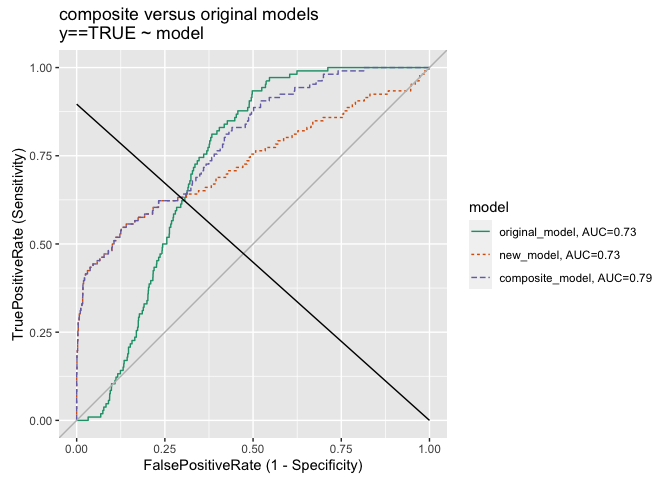 composite versus original models
y==TRUE ~ model
TruePositiveRate (Sensitivity)
1.00
0.75
0.50
0.25
0.00
0.00
0.25
0.50
0.75
1.00
FalsePositiveRate (1 - Specificity)
model
original_model, AUC=0.73
new_model, AUC=0.73
composite_model, AUC=0.79